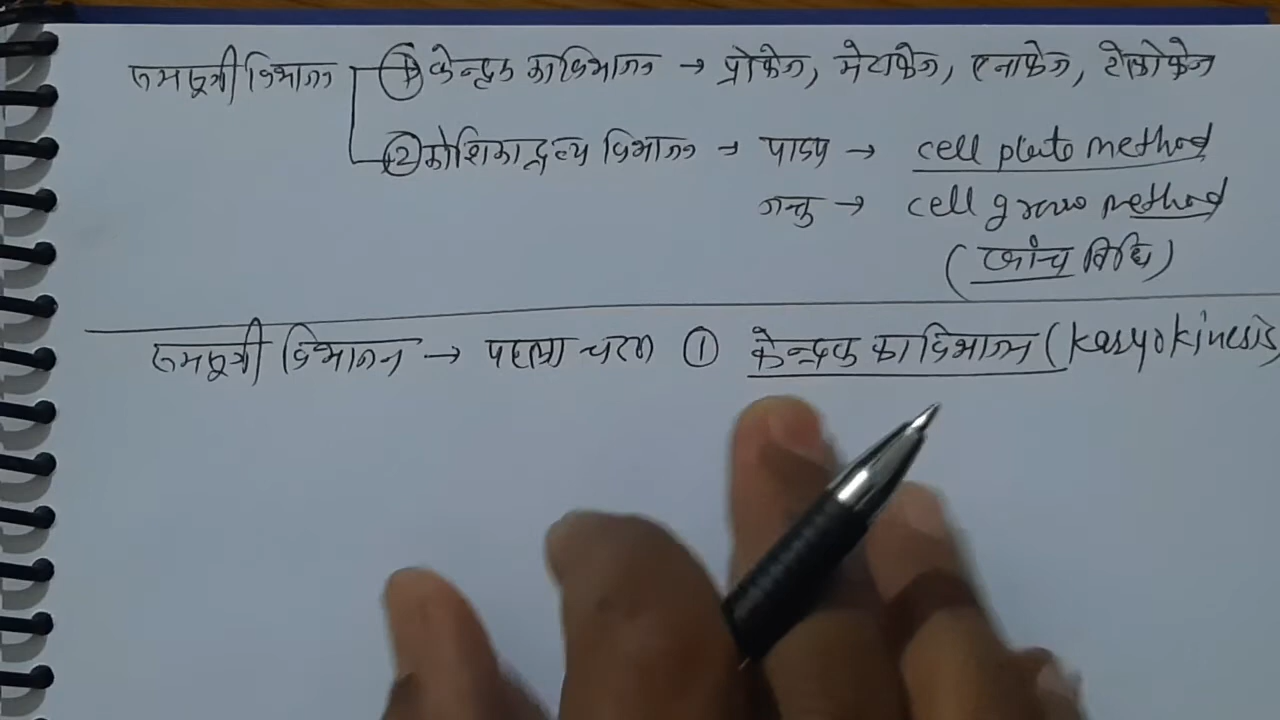 समसूत्री विभाजन ① केन्द्रक का विभाजन → प्रोफेज, मेटाफेज, एनाफेज, टेलोफेज
② कोशिकाद्रव्य विभाजन → पादप → cell plate method
जन्तु → cell groove method
(खांच विधि)
समसूत्री विभाजन → पहला चरण ① केन्द्रक का विभाजन (karyokinesis